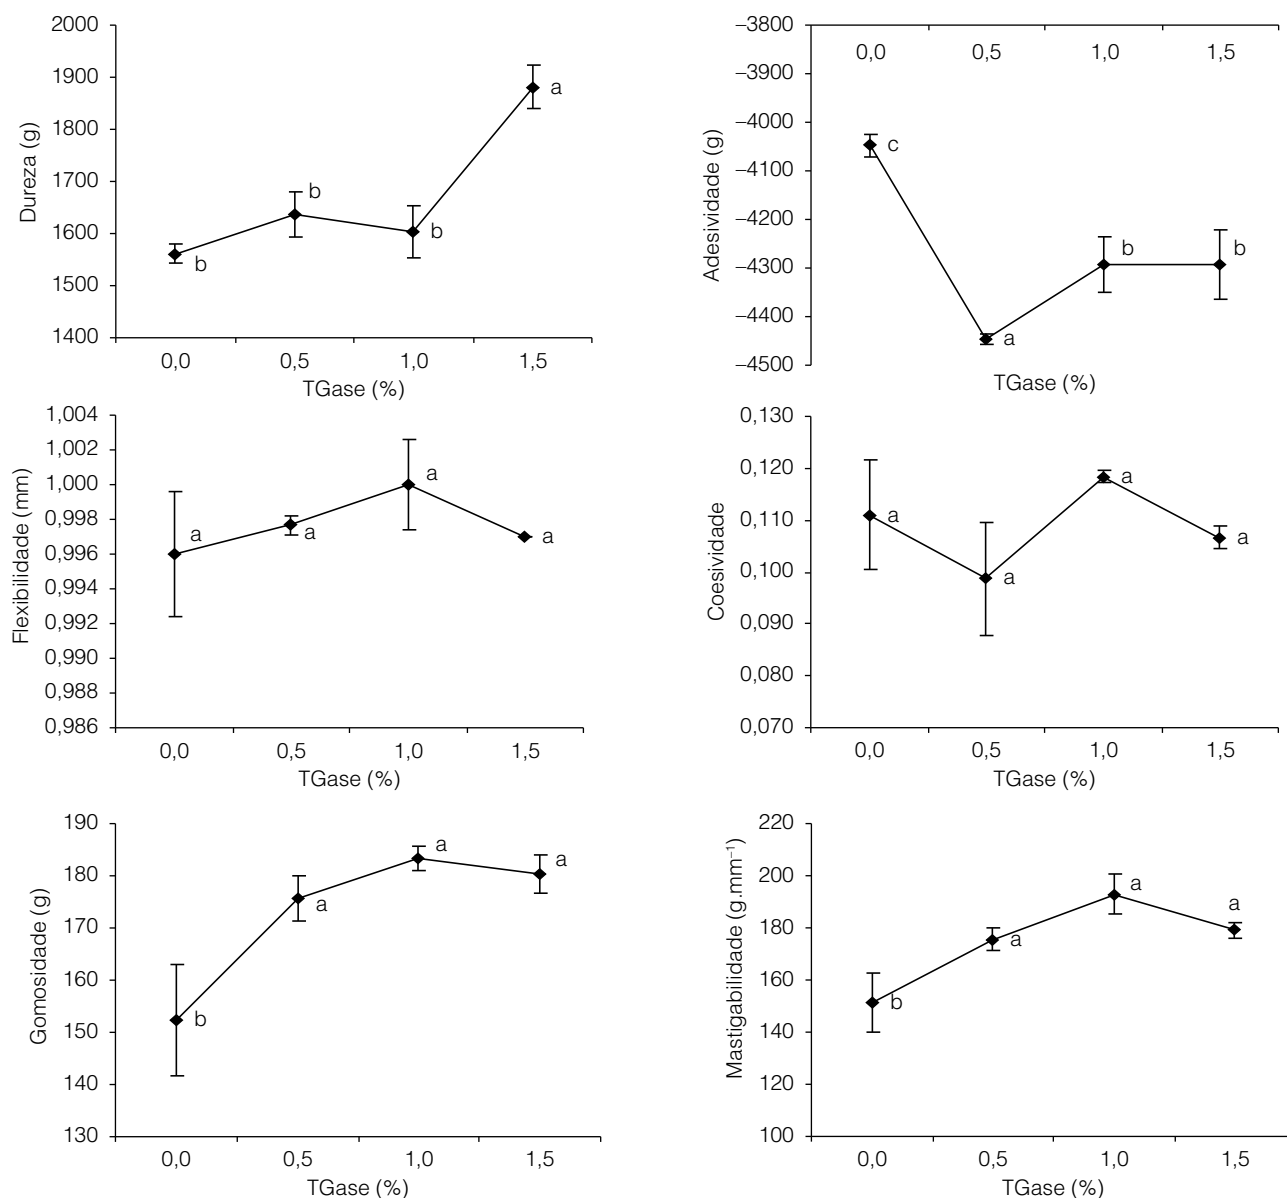 2000
1900
1800
1700
1600
1500
1400
Dureza (g)
b
b
b
a
0,0 0,5 1,0 1,5
TGase (%)
–3800
–3900
–4000
–4100
–4200
–4300
–4400
–4500
Adesividade (g)
0,0 0,5 1,0 1,5
c
a
b
b
TGase (%)
1,004
1,002
1,000
0,998
0,996
0,994
0,992
0,990
0,988
0,986
Flexibilidade (mm)
a
a
a
a
0,0 0,5 1,0 1,5
TGase (%)
0,130
0,120
0,110
0,100
0,090
0,080
0,070
Coesividade
a
a
a
a
0,0 0,5 1,0 1,5
TGase (%)
190
180
170
160
150
140
130
Gomosidade (g)
b
a
a
a
0,0 0,5 1,0 1,5
TGase (%)
220
200
180
160
140
120
100
Mastigabilidade (g.mm⁻¹)
b
a
a
a
0,0 0,5 1,0 1,5
TGase (%)